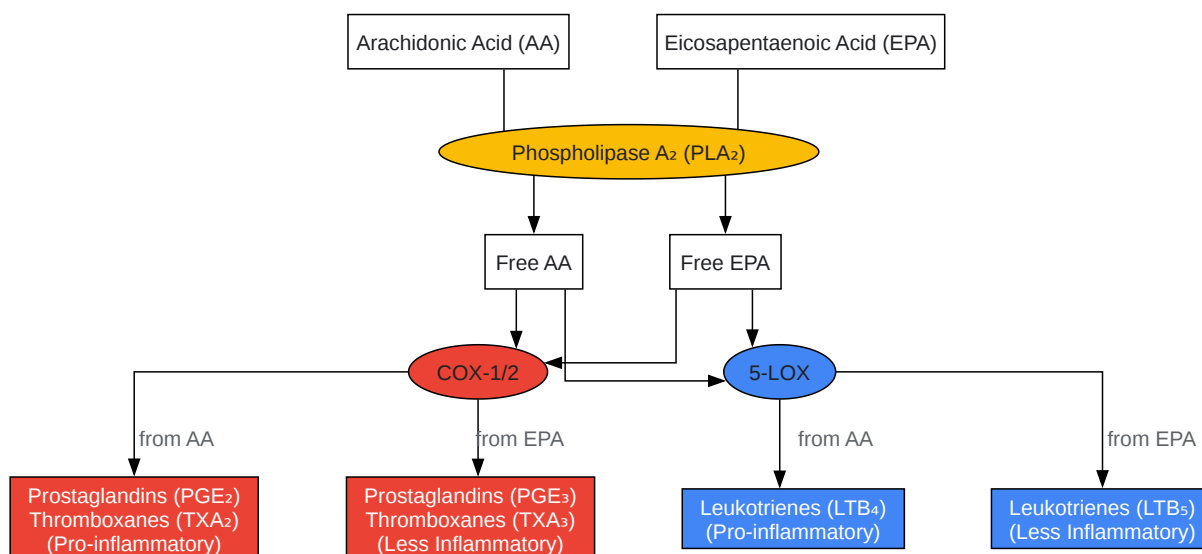 Arachidonic Acid (AA)
Eicosapentaenoic Acid (EPA)
Phospholipase A₂ (PLA₂)
Free AA
Free EPA
COX-1/2
5-LOX
from AA
from EPA
from AA
from EPA
Prostaglandins (PGE₂)
Thromboxanes (TXA₂)
(Pro-inflammatory)
Prostaglandins (PGE₃)
Thromboxanes (TXA₃)
(Less Inflammatory)
Leukotrienes (LTB₄)
(Pro-inflammatory)
Leukotrienes (LTB₅)
(Less Inflammatory)